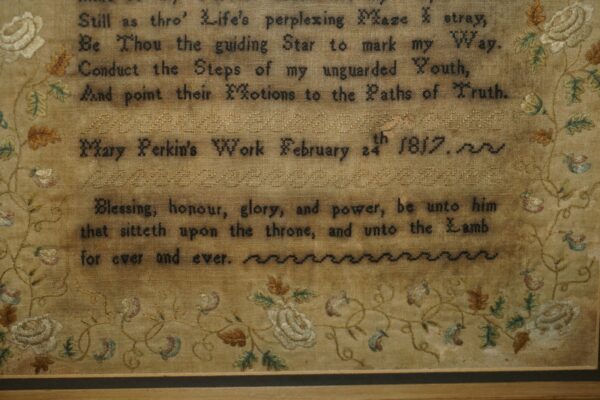 Still as thro' Life's perplexing Maze I stray,
Be Thou the guiding Star to mark my Way.
Conduct the Steps of my unguarded Youth,
And point their Motions to the Paths of Truth.
Mary Perkin's Work February 24th 1817.
Blessing, honour, glory, and power, be unto him
that sitteth upon the throne, and unto the Lamb
for ever and ever.